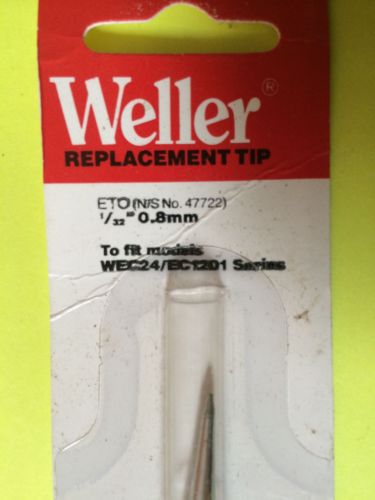 Weller®
REPLACEMENT TIP
ETO (N/S No. 47722)
1/32" 0.8mm
To fit models
WEC24/EC1201 Series